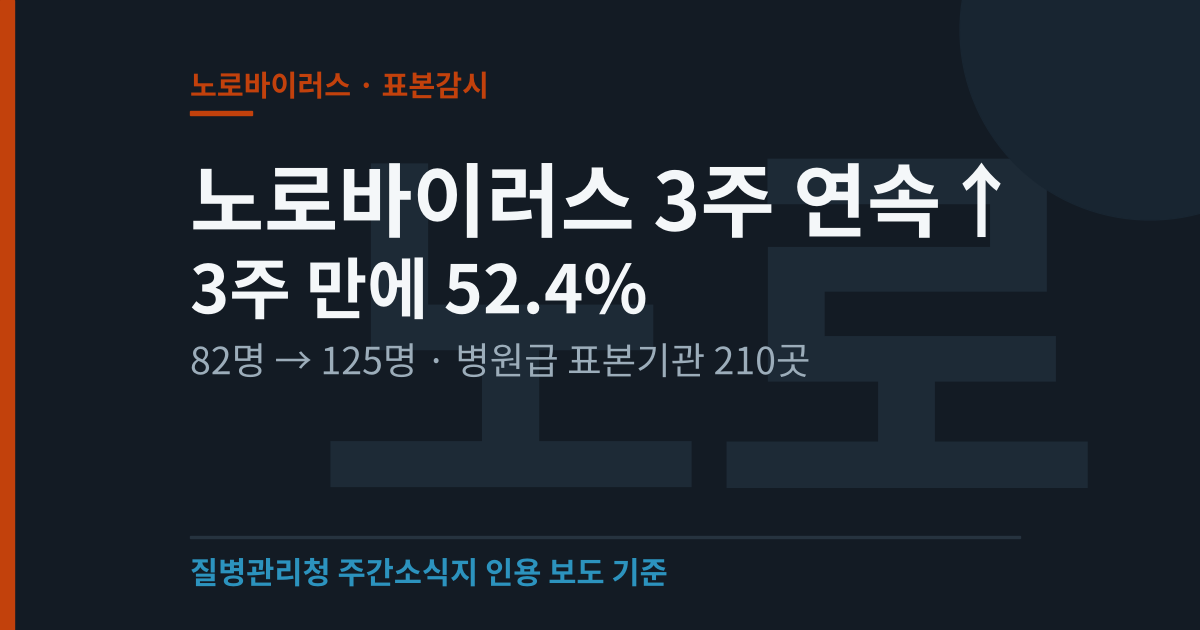 노로바이러스 · 표본감시
노로바이러스 3주 연속↑
3주 만에 52.4%
82명 → 125명 · 병원급 표본기관 210곳
노로
질병관리청 주간소식지 인용 보도 기준